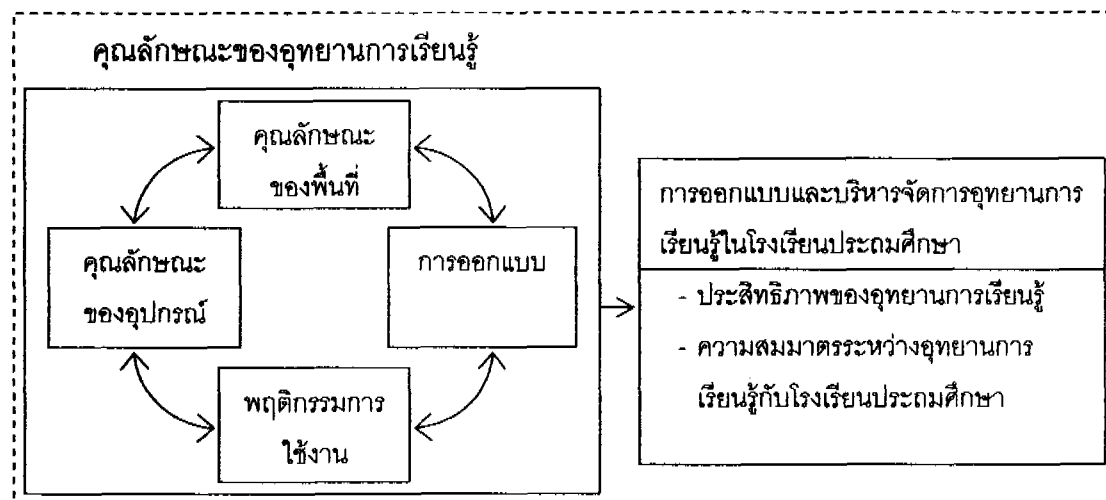 คุณลักษณะของอุทยานการเรียนรู้
คุณลักษณะ
ของพื้นที่
คุณลักษณะ
ของอุปกรณ์
การออกแบบ
พฤติกรรมการ
ใช้งาน
การออกแบบและบริหารจัดการอุทยานการ
เรียนรู้ในโรงเรียนประถมศึกษา
- ประสิทธิภาพของอุทยานการเรียนรู้
- ความสมมาตรระหว่างอุทยานการ
เรียนรู้กับโรงเรียนประถมศึกษา